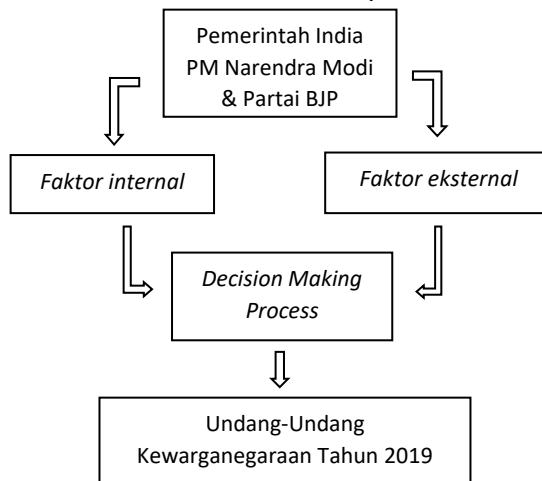 Pemerintah India
PM Narendra Modi
& Partai BJP
Faktor internal
Faktor eksternal
Decision Making
Process
Undang-Undang
Kewarganegaraan Tahun 2019